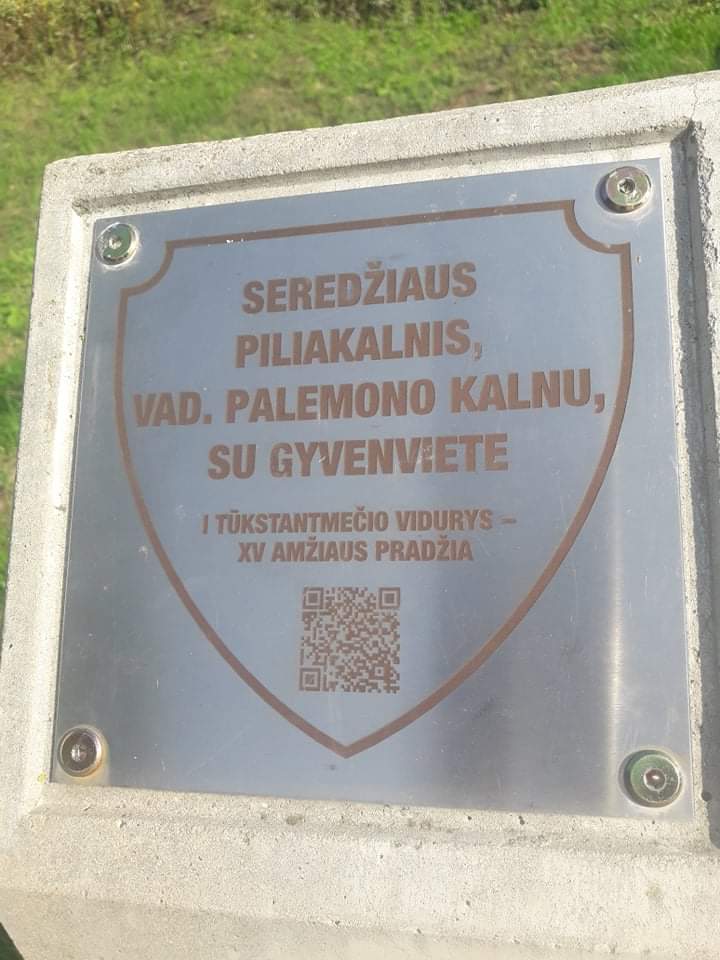 SEREDŽIAUS
PILIAKALNIS,
VAD. PALEMONO KALNU,
SU GYVENVIETE
I TŪKSTANTMEČIO VIDURYS –
XV AMŽIAUS PRADŽIA